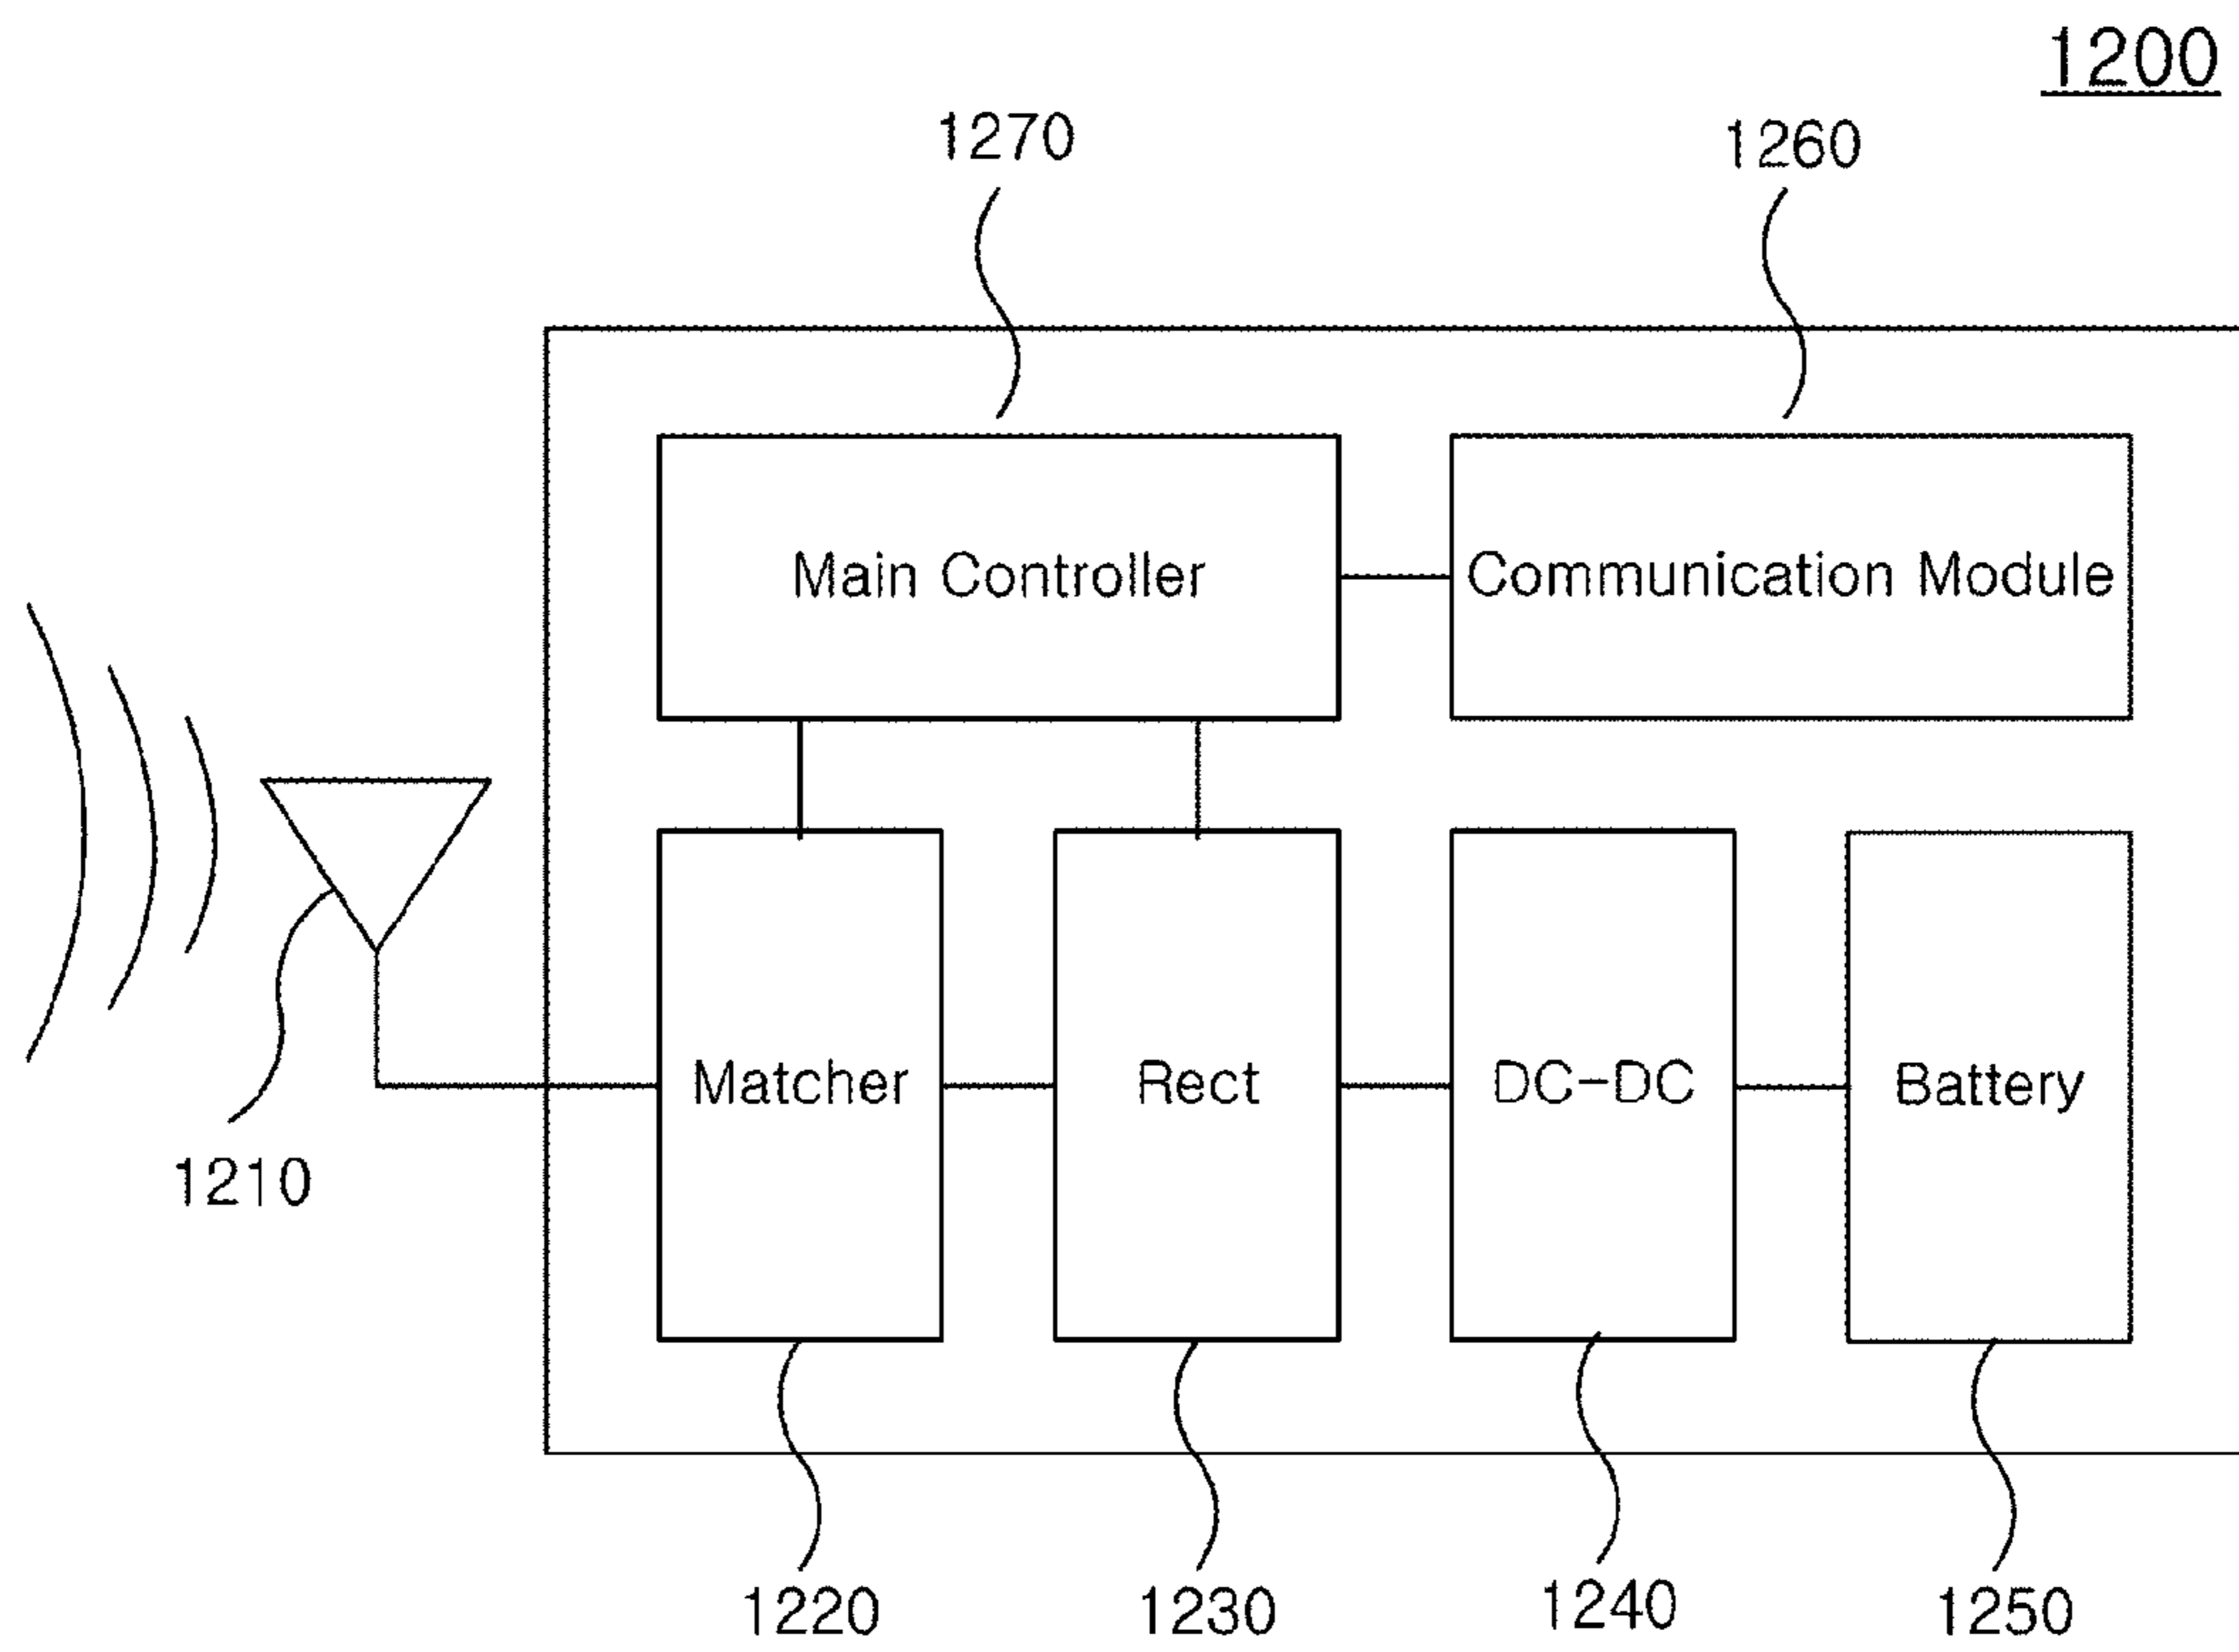 1200
1270
1260
Main Controller
Communication Module
Matcher
Rect
DC-DC
Battery
1210
1220
1230
1240
1250